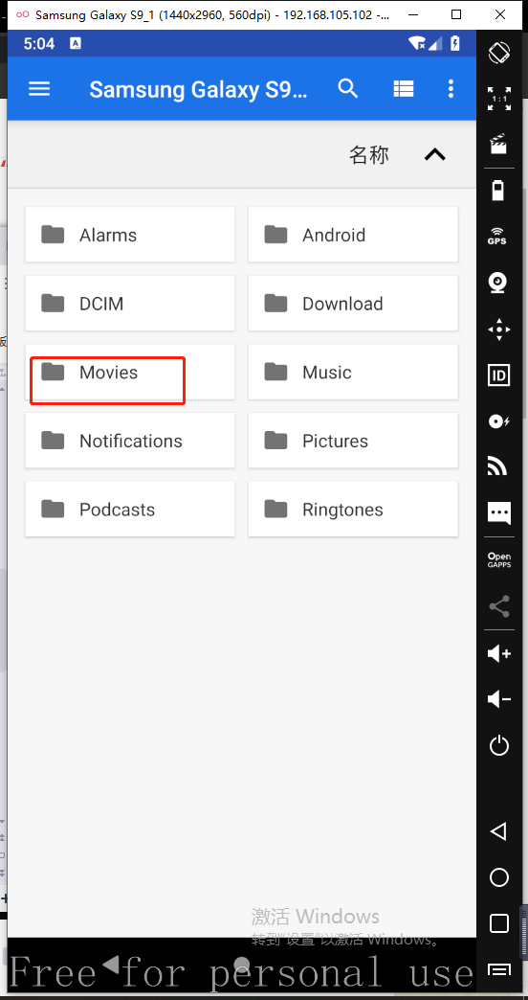 Samsung Galaxy S9_1 (1440x2960, 560dpi) - 192.168.105.102 -...
5:04
A
Samsung Galaxy S9...
1:1
名称
GPS
Alarms
Android
DCIM
Download
Movies
Music
ID
Notifications
Pictures
Podcasts
Ringtones
Open
GAPPS
激活 Windows
转到"设置"以激活 Windows。
Free for personal use